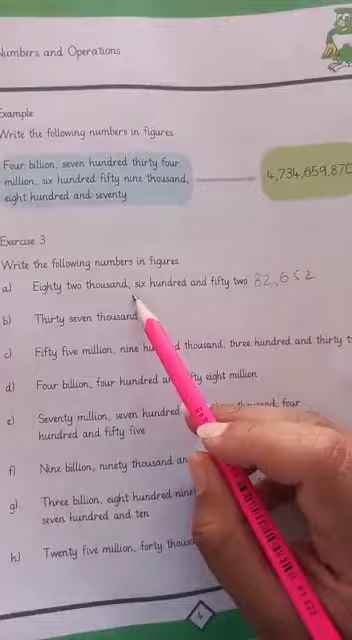 Numbers and Operations
Example
Write the following numbers in figures
Four billion, seven hundred thirty four
million, six hundred fifty nine thousand,
eight hundred and seventy
4,734,659,870
Exercise 3
Write the following numbers in figures
a) Eighty two thousand, six hundred and fifty two 82,652
b) Thirty seven thousand
c) Fifty five million, nine thousand, three hundred and thirty
d) Four billion, four hundred eight million
e) Seventy million, seven hundred four
hundred and fifty five
f) Nine billion, ninety thousand
g) Three billion, eight hundred
seven hundred and ten
h) Twenty five million, forty